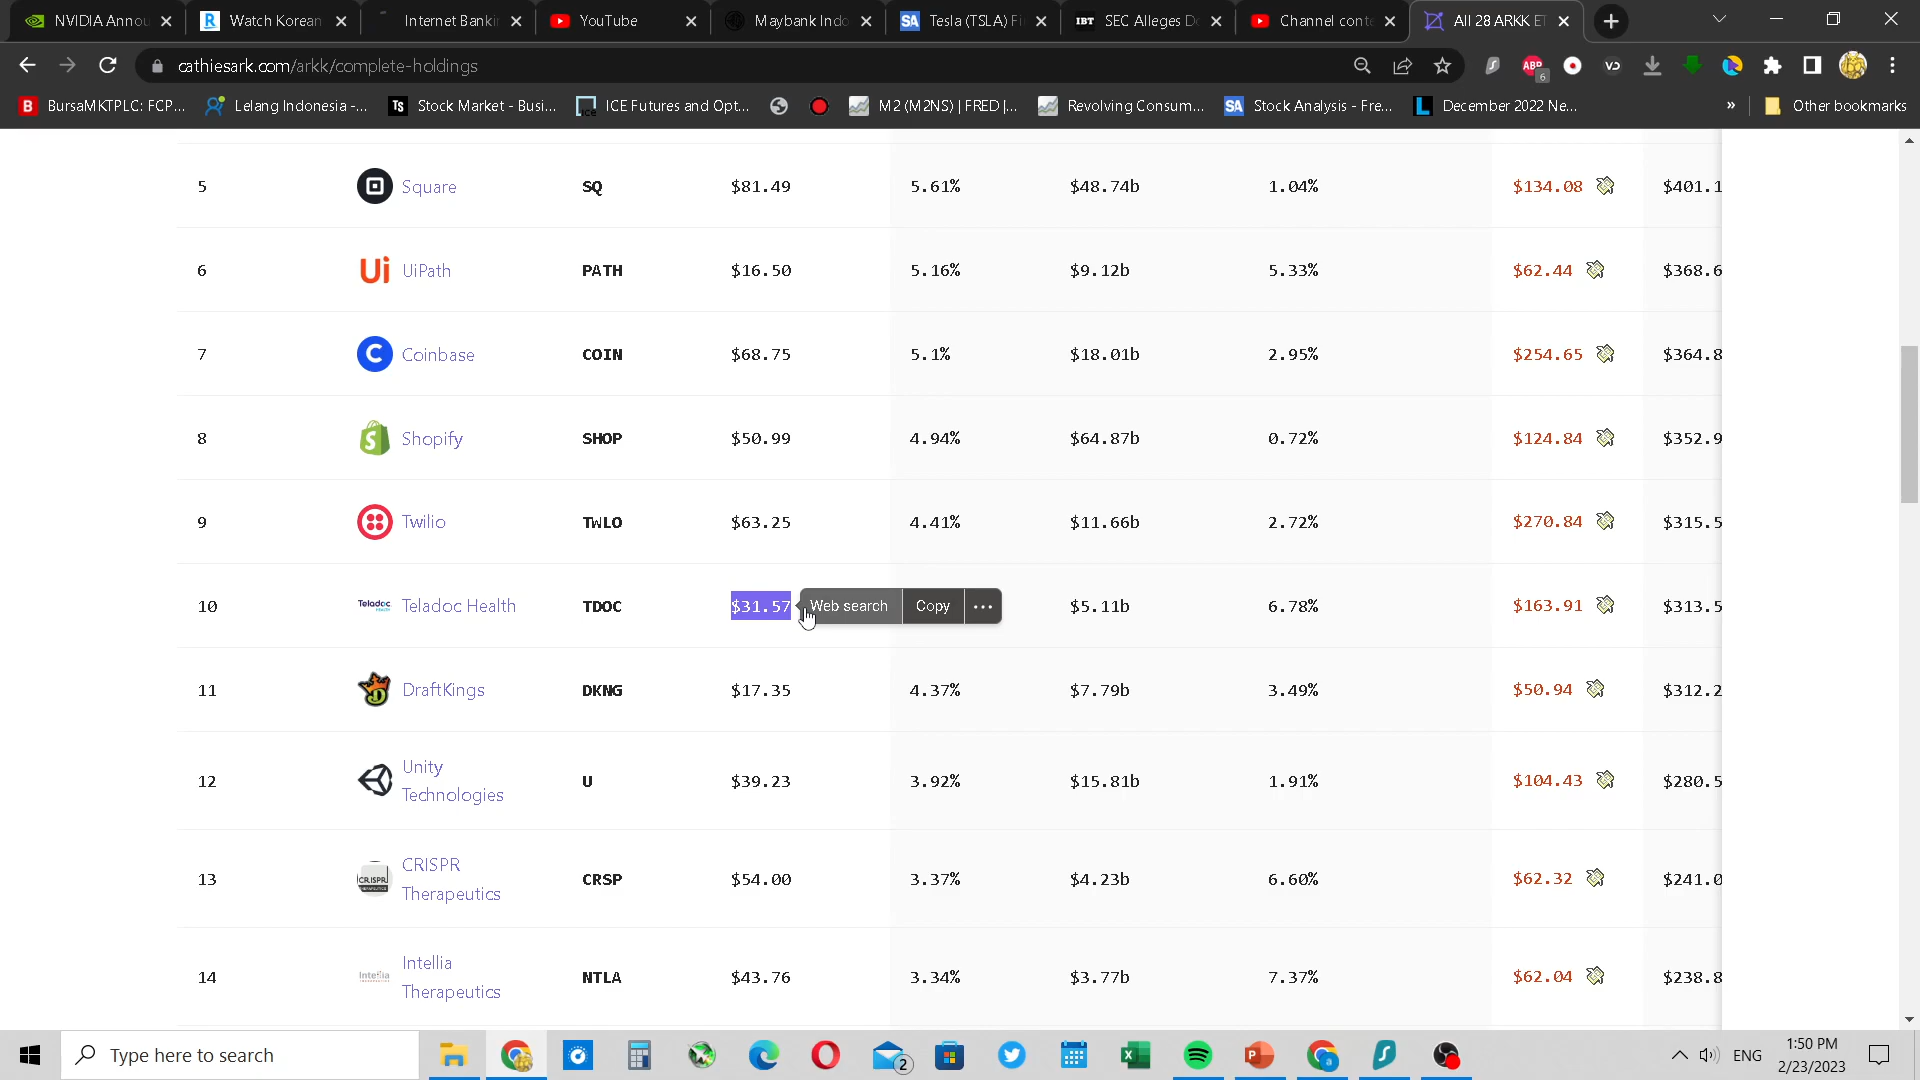 NVIDIA Annou
Watch Korean
Internet Banki
YouTube
Maybank Indo
Tesla (TSLA) Fi
IBT SEC Alleges De
Channel conte
All 28 ARKK ET
cathiesark.com/arkk/complete-holdings
BursaMKTPLC: FCP...
Lelang Indonesia -...
Stock Market - Busi...
ICE Futures and Opt...
M2 (M2NS) | FRED |...
Revolving Consum...
Stock Analysis - Fre...
December 2022 Ne...
» Other bookmarks
5 Square SQ $81.49 5.61% $48.74b 1.04% $134.08 $401.1
6 UiPath PATH $16.50 5.16% $9.12b 5.33% $62.44 $368.6
7 Coinbase COIN $68.75 5.1% $18.01b 2.95% $254.65 $364.8
8 Shopify SHOP $50.99 4.94% $64.87b 0.72% $124.84 $352.9
9 Twilio TWLO $63.25 4.41% $11.66b 2.72% $270.84 $315.5
10 Teladoc Health TDOC $31.57 Web search Copy ... $5.11b 6.78% $163.91 $313.5
11 DraftKings DKNG $17.35 4.37% $7.79b 3.49% $50.94 $312.2
12 Unity Technologies U $39.23 3.92% $15.81b 1.91% $104.43 $280.5
13 CRISPR Therapeutics CRSP $54.00 3.37% $4.23b 6.60% $62.32 $241.0
14 Intellia Therapeutics NTLA $43.76 3.34% $3.77b 7.37% $62.04 $238.8
Type here to search
2
ENG
1:50 PM
2/23/2023